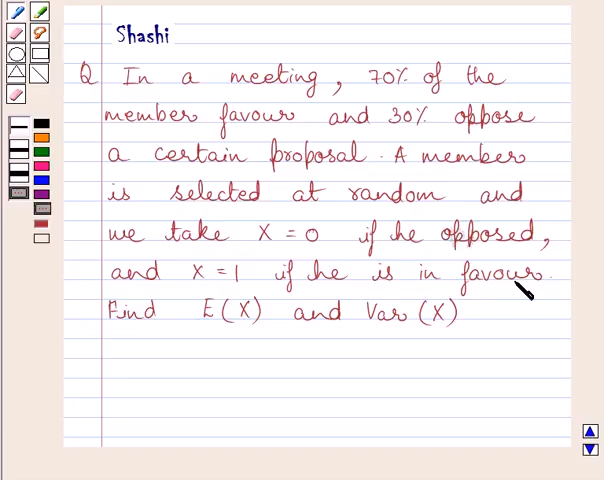 Shashi
Q In a meeting, 70% of the
member favour and 30% oppose
a certain proposal. A member
is selected at random and
we take X = 0 if he opposed,
and X = 1 if he is in favour.
Find E(X) and Var(X)